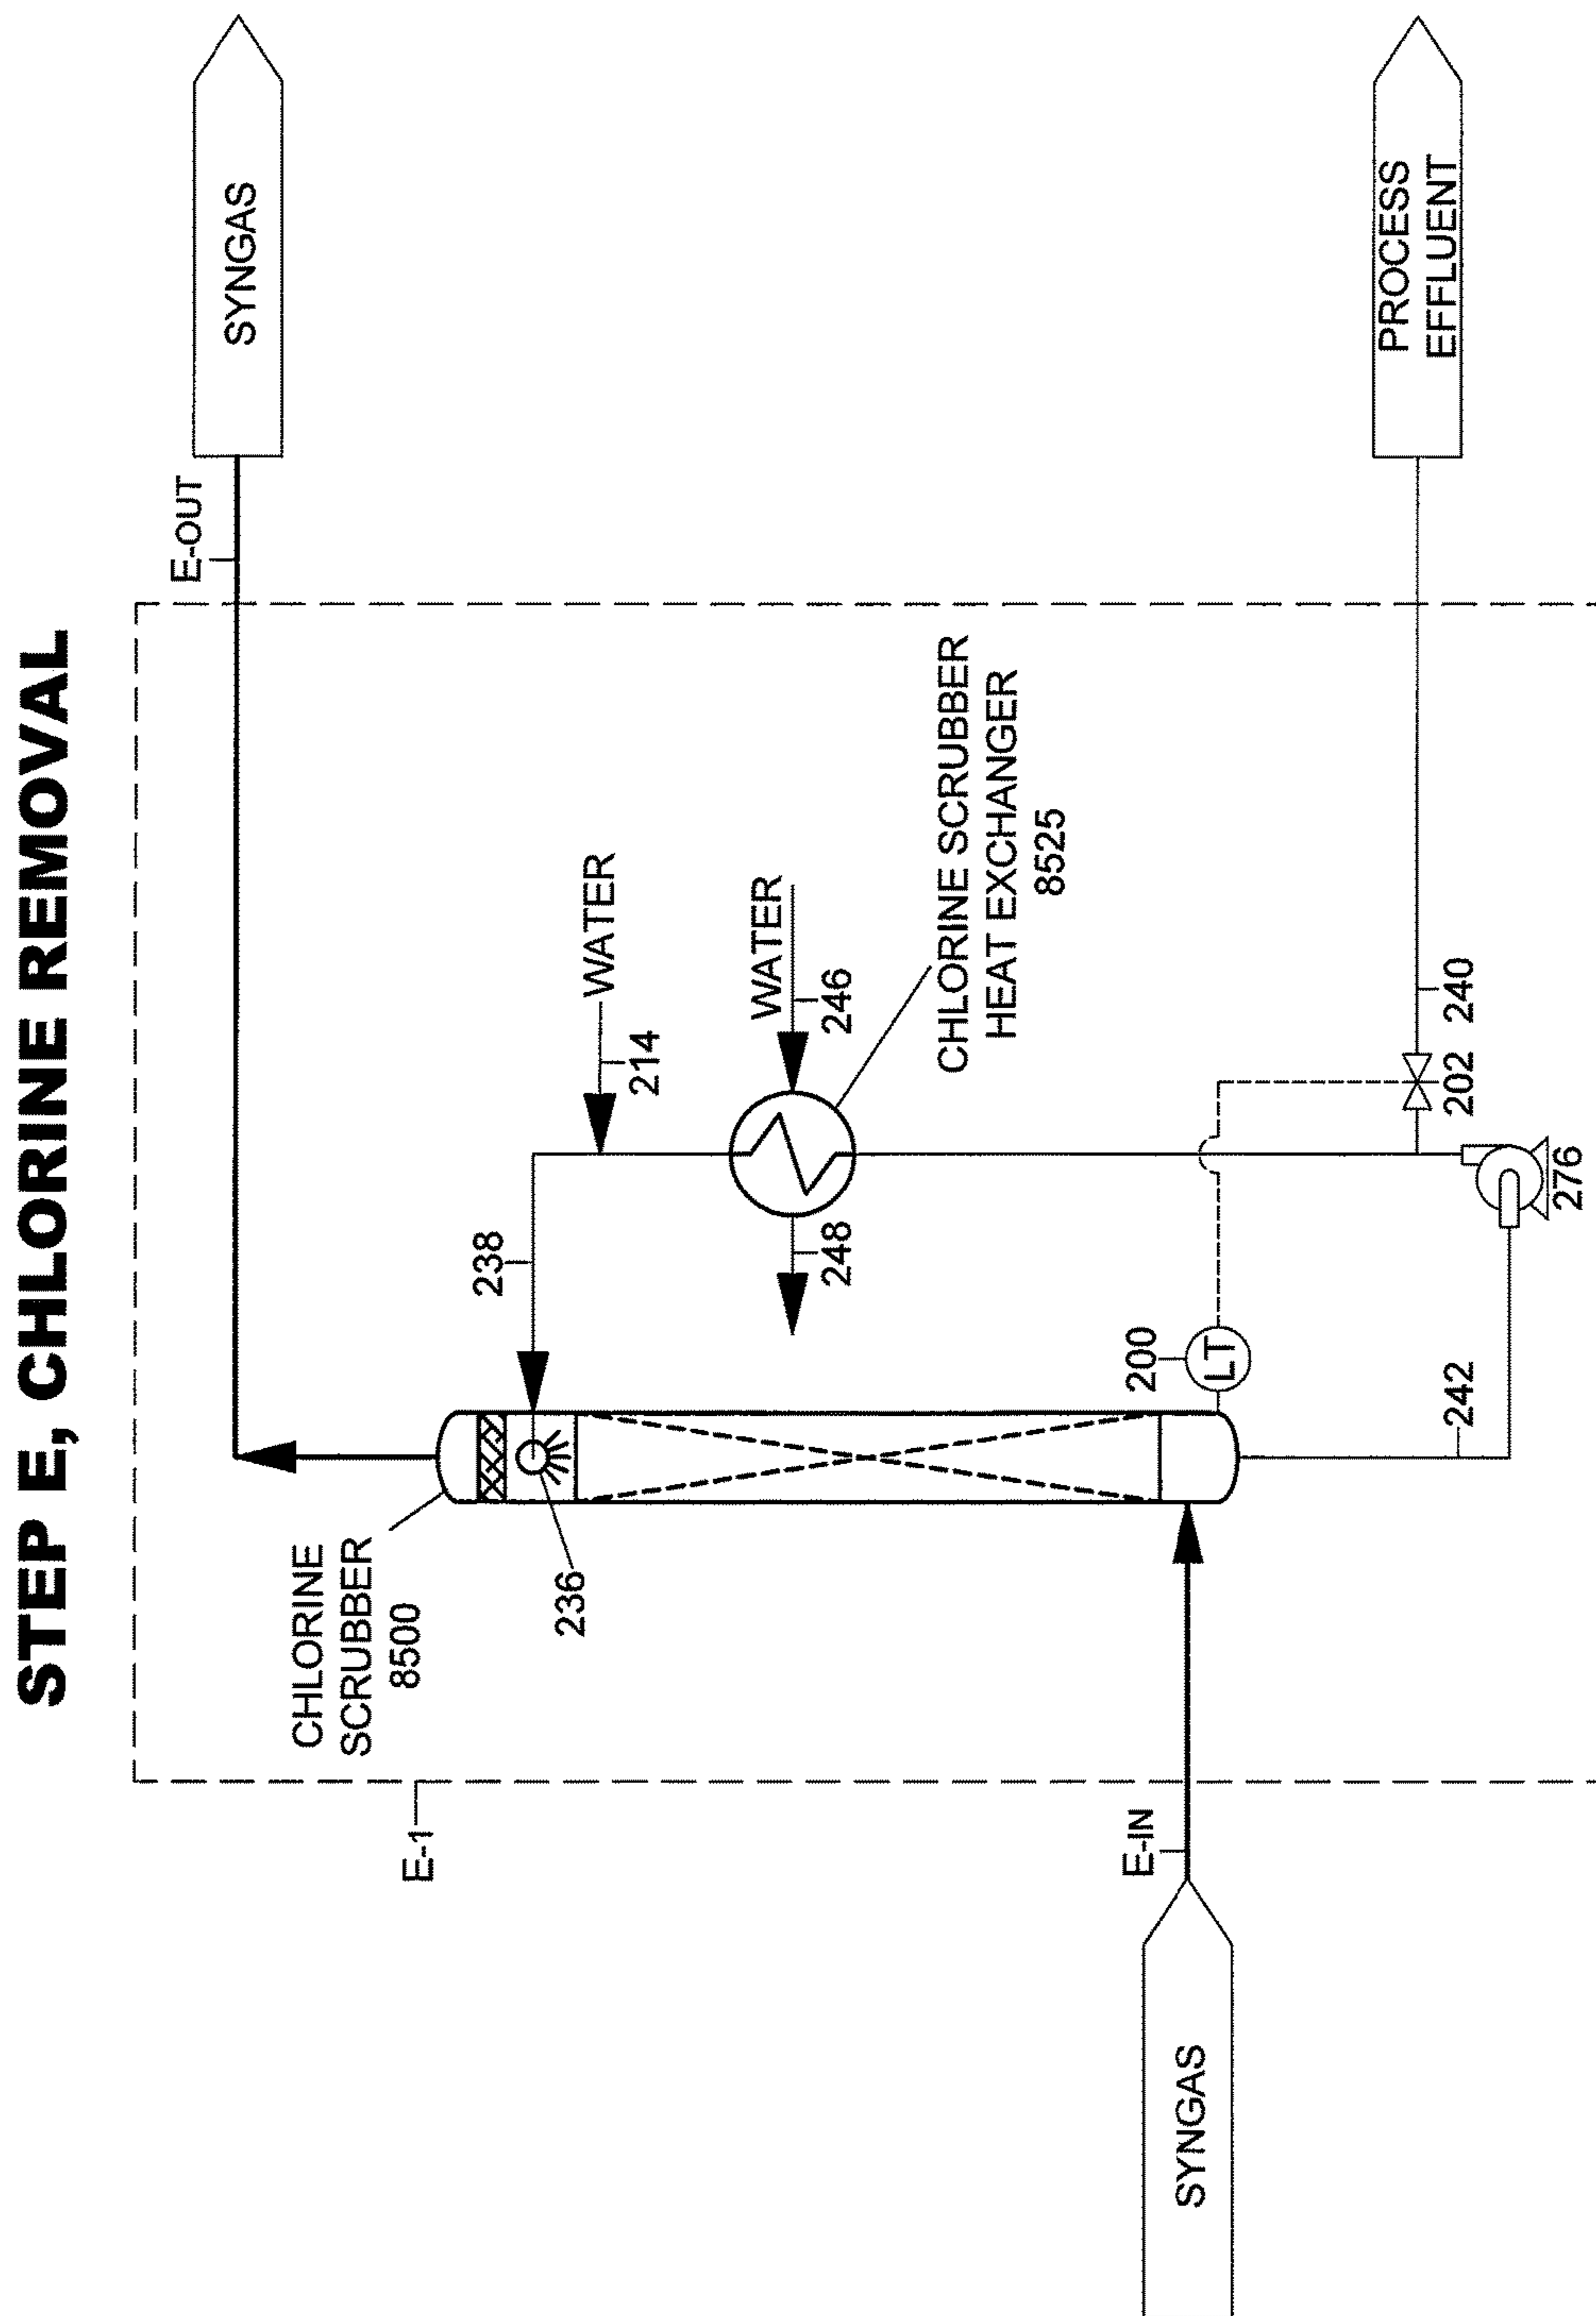 STEP E, CHLORINE REMOVAL
E-OUT
SYNGAS
CHLORINE
SCRUBBER
8500
238
WATER
214
236
WATER
246
248
CHLORINE SCRUBBER
HEAT EXCHANGER
8525
E-1
200
LT
E-IN
SYNGAS
242
276
202
240
PROCESS
EFFLUENT